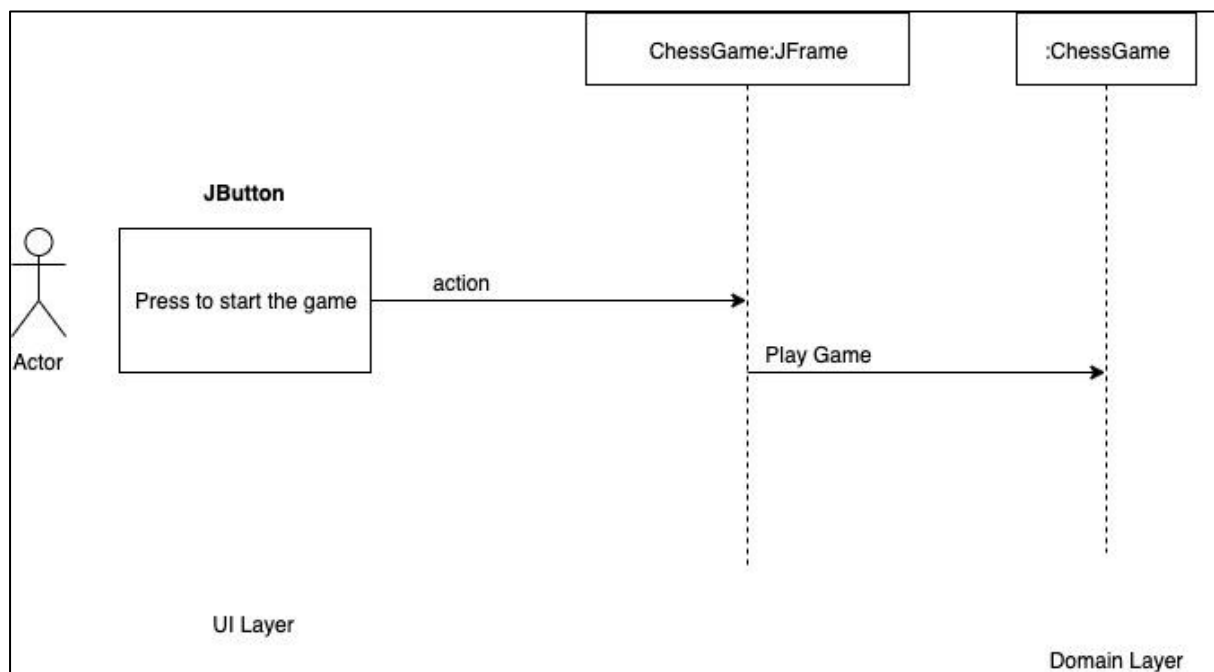 ChessGame:JFrame
:ChessGame
JButton
Press to start the game
action
Actor
Play Game
UI Layer
Domain Layer